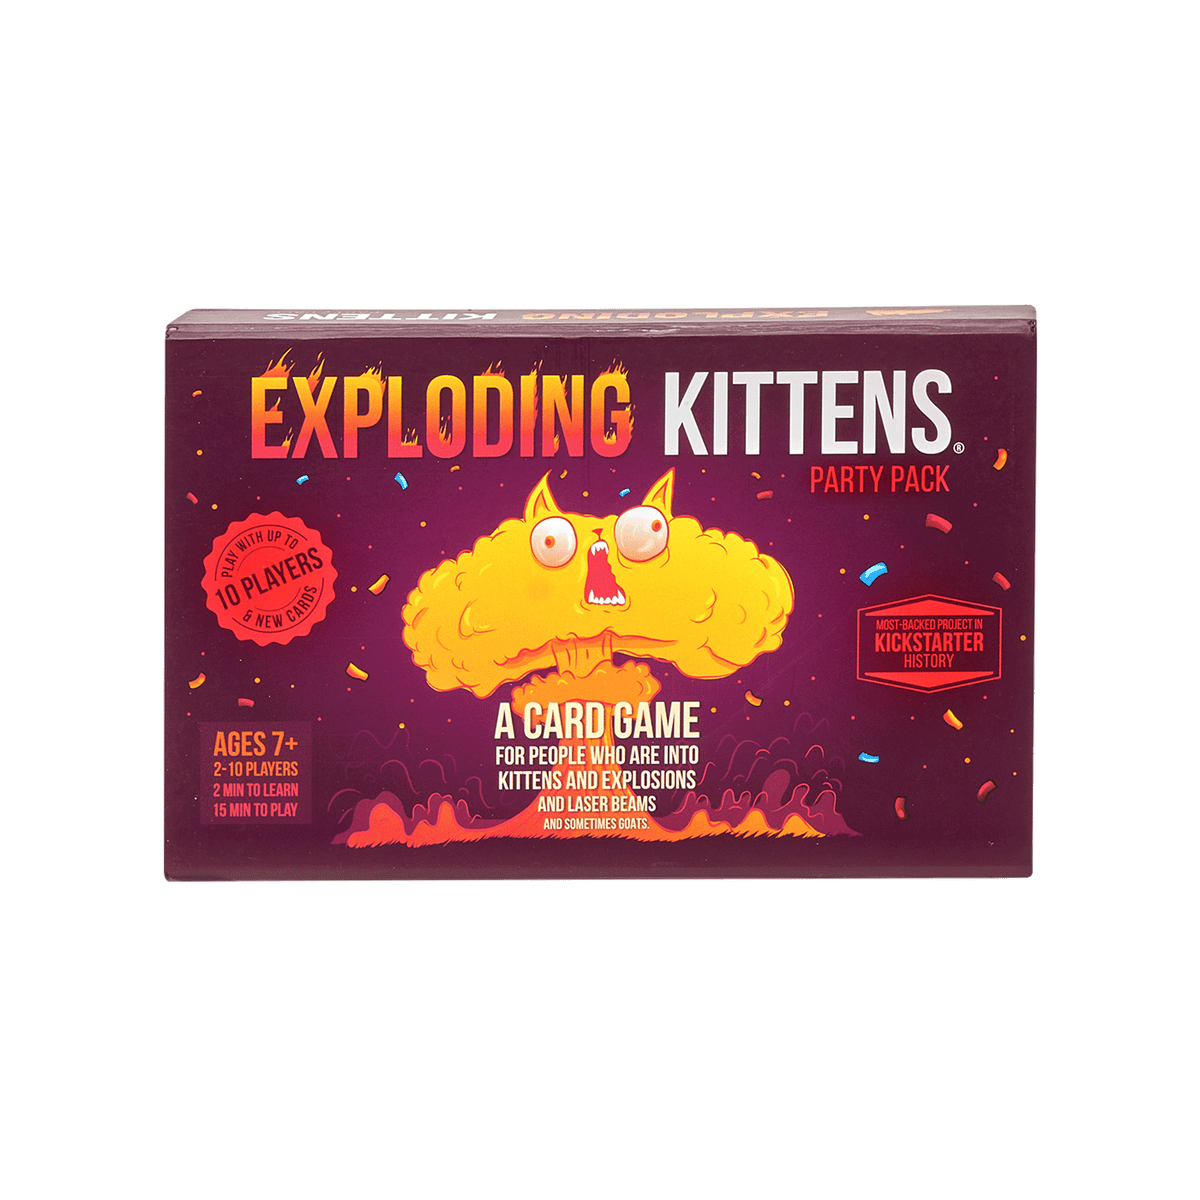 EXPLODING KITTENS
EXPLODING KITTENS®
PARTY PACK
PLAY WITH UP TO
10 PLAYERS
& NEW CARDS
MOST-BACKED PROJECT IN
KICKSTARTER
HISTORY
A CARD GAME
FOR PEOPLE WHO ARE INTO
KITTENS AND EXPLOSIONS
AND LASER BEAMS
AND SOMETIMES GOATS.
AGES 7+
2-10 PLAYERS
2 MIN TO LEARN
15 MIN TO PLAY